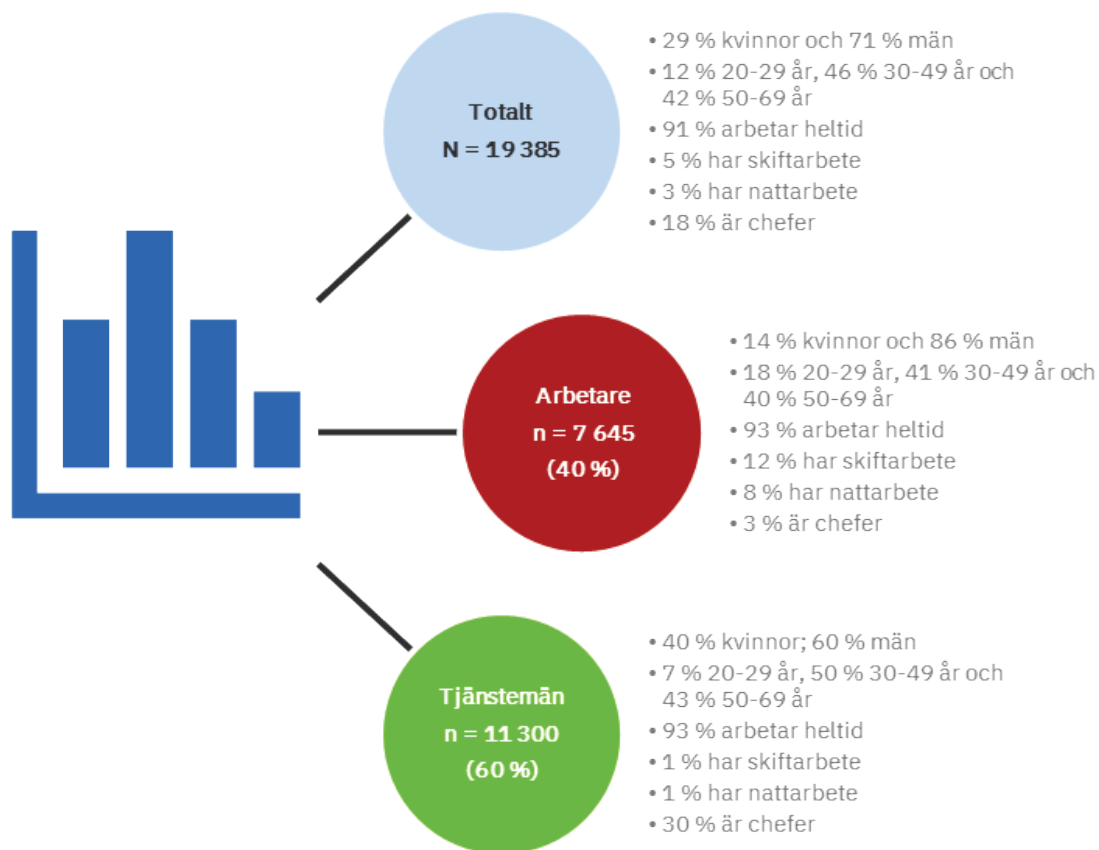 Totalt
N = 19 385
• 29 % kvinnor och 71 % män
• 12 % 20-29 år, 46 % 30-49 år och
42 % 50-69 år
• 91 % arbetar heltid
• 5 % har skiftarbete
• 3 % har nattarbete
• 18 % är chefer
Arbetare
n = 7 645
(40 %)
• 14 % kvinnor och 86 % män
• 18 % 20-29 år, 41 % 30-49 år och
40 % 50-69 år
• 93 % arbetar heltid
• 12 % har skiftarbete
• 8 % har nattarbete
• 3 % är chefer
Tjänstemän
n = 11 300
(60 %)
• 40 % kvinnor; 60 % män
• 7 % 20-29 år, 50 % 30-49 år och
43 % 50-69 år
• 93 % arbetar heltid
• 1 % har skiftarbete
• 1 % har nattarbete
• 30 % är chefer